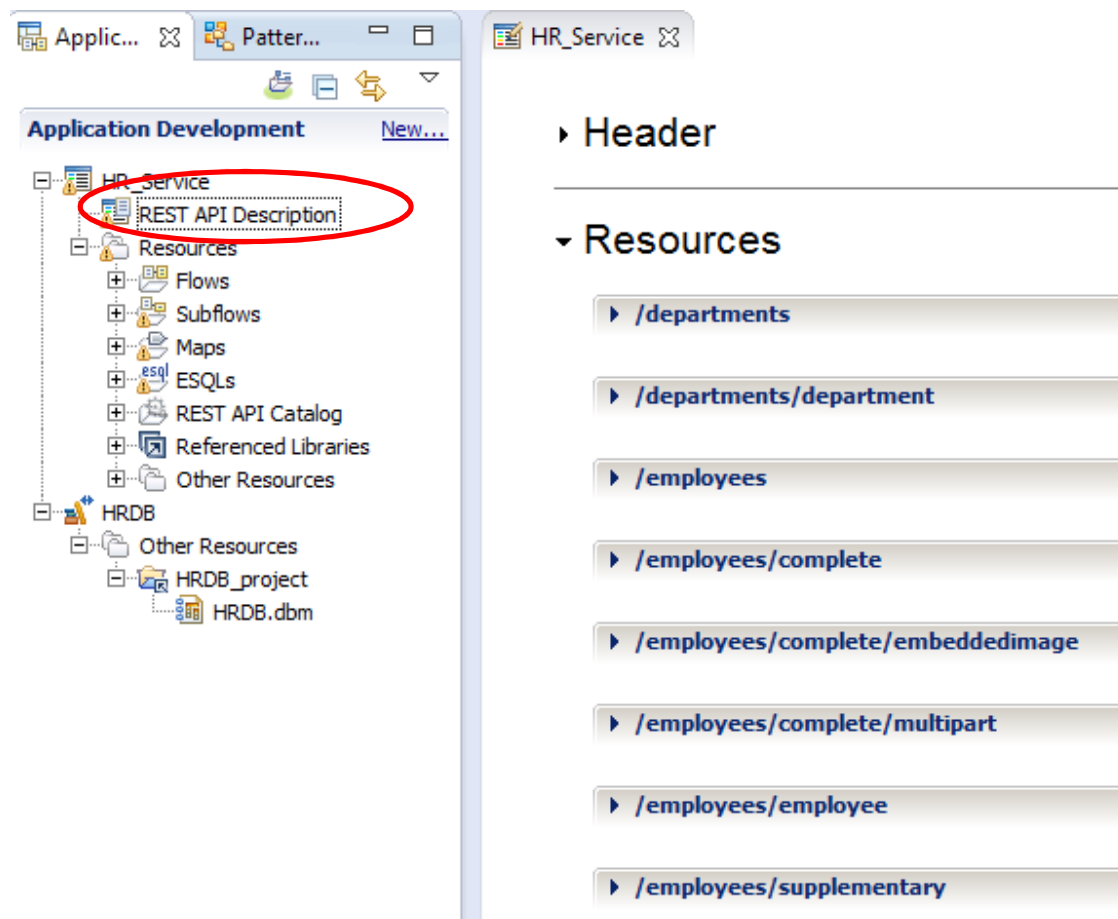 Applic...
Patter...
Application Development
New...
HR_Service
REST API Description
Resources
Flows
Subflows
Maps
esql
ESQLs
REST API Catalog
Referenced Libraries
Other Resources
HRDB
Other Resources
HRDB_project
HRDB.dbm
HR_Service
Header
Resources
/departments
/departments/department
/employees
/employees/complete
/employees/complete/embeddedimage
/employees/complete/multipart
/employees/employee
/employees/supplementary